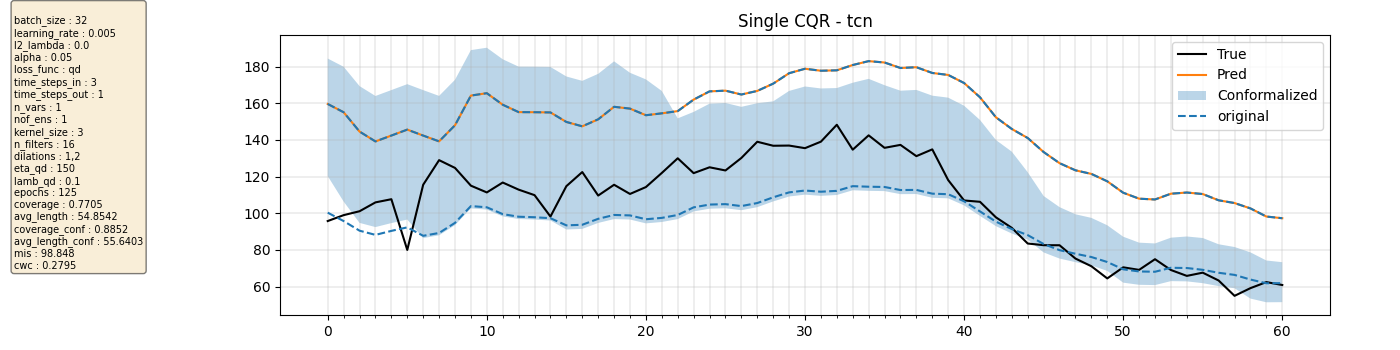 batch_size : 32
learning_rate : 0.005
l2_lambda : 0.0
alpha : 0.05
loss_func : qd
time_steps_in : 3
time_steps_out : 1
n_vars : 1
nof_ens : 1
kernel_size : 3
n_filters : 16
dilations : 1,2
eta_qd : 150
lamb_qd : 0.1
epochs : 125
coverage : 0.7705
avg_length : 54.8542
coverage_conf : 0.8852
avg_length_conf : 55.6403
mis : 98.848
cwc : 0.2795
Single CQR - tcn
True
Pred
Conformalized
original
180
160
140
120
100
80
60
0 10 20 30 40 50 60